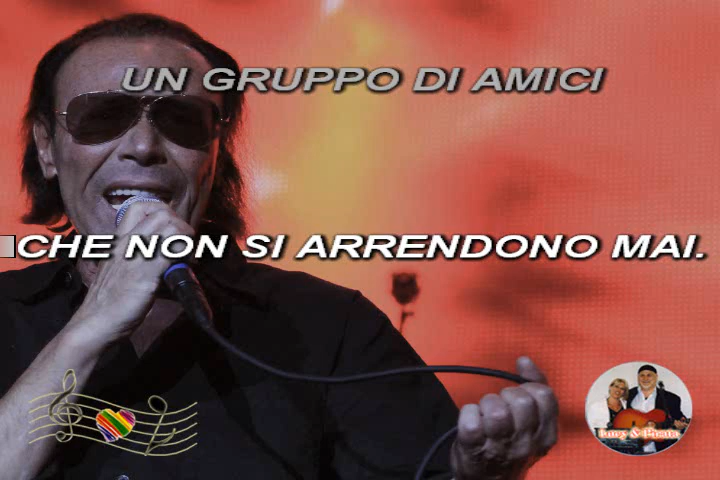 UN GRUPPO DI AMICI
CHE NON SI ARRENDONO MAI.